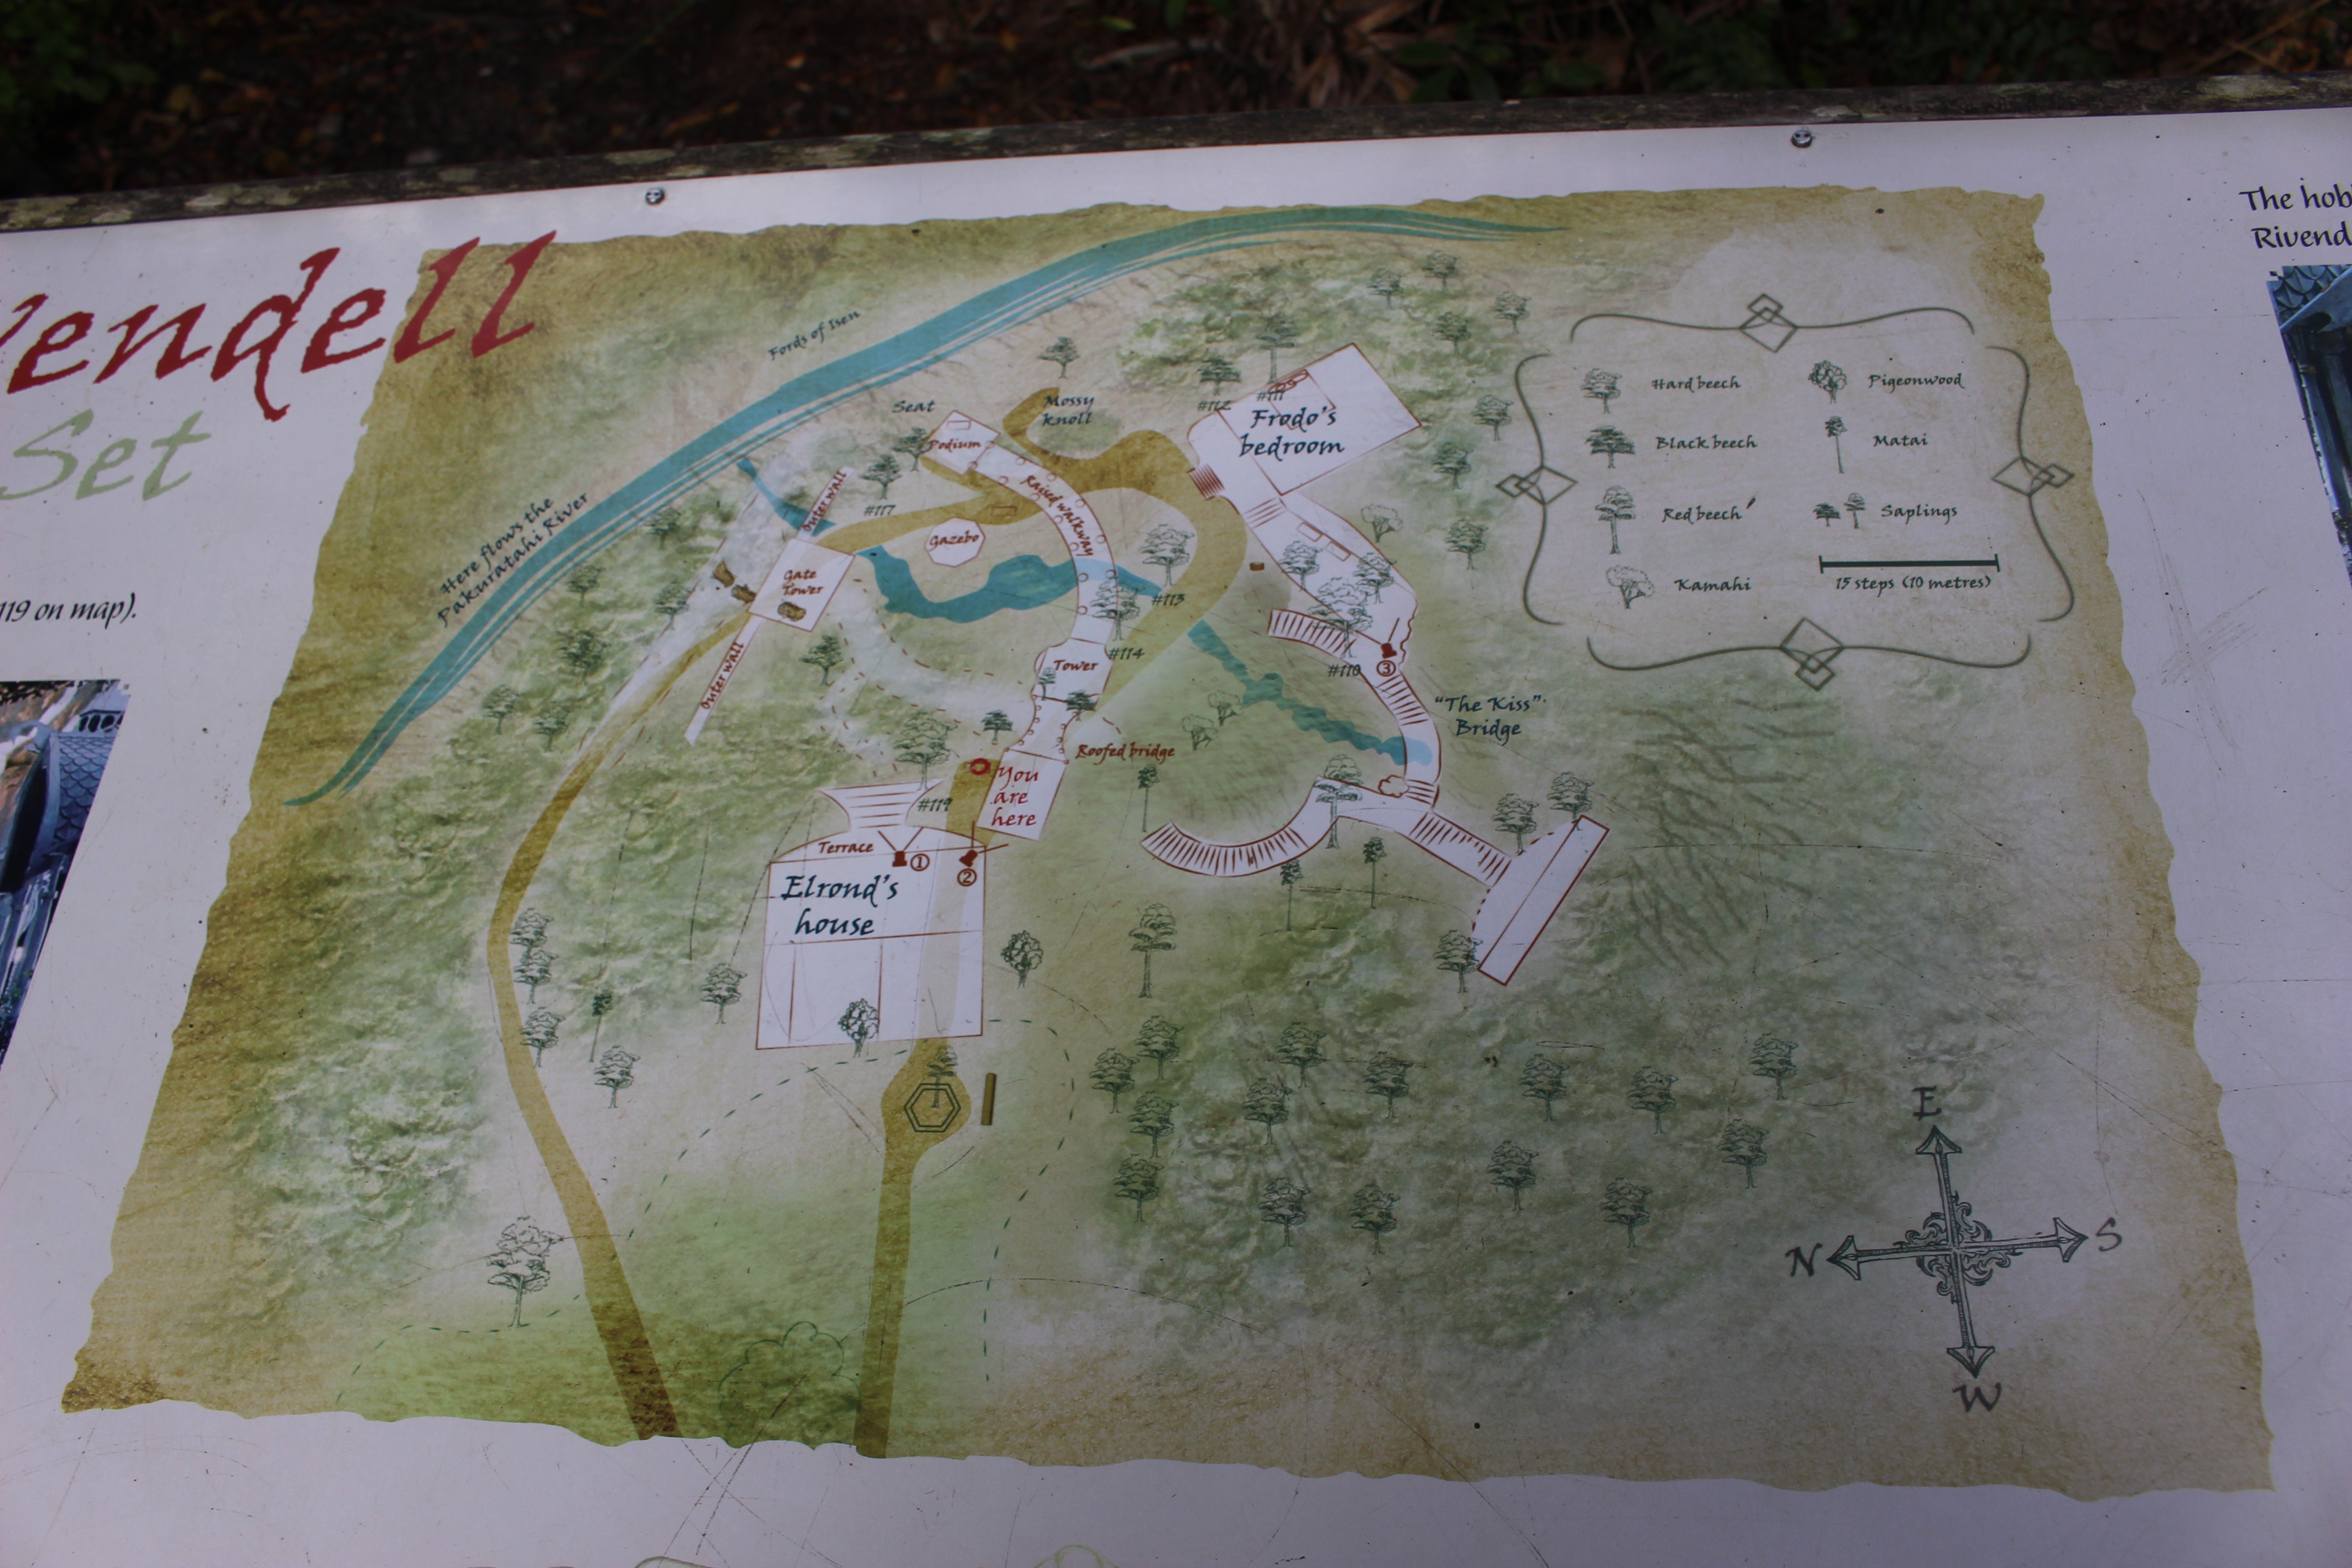 vendell
Set
119 on map).
The hob
Rivend
Fords of Isen
Here flows the
Pakuratahi River
Seat
Podium
Mossy
knoll
#112
#111
Frodo's
bedroom
Outer wall
#117
Raised walkway
Gazebo
Gate
Tower
#113
Outer wall
#114
Tower
#110
③
"The Kiss"
Bridge
Roofed bridge
You
are
here
#119
Terrace
①
②
Elrond's
house
Hard beech
Pigeonwood
Black beech
Matai
Red beech
Saplings
Kamahi
15 steps (10 metres)
E
N
S
W